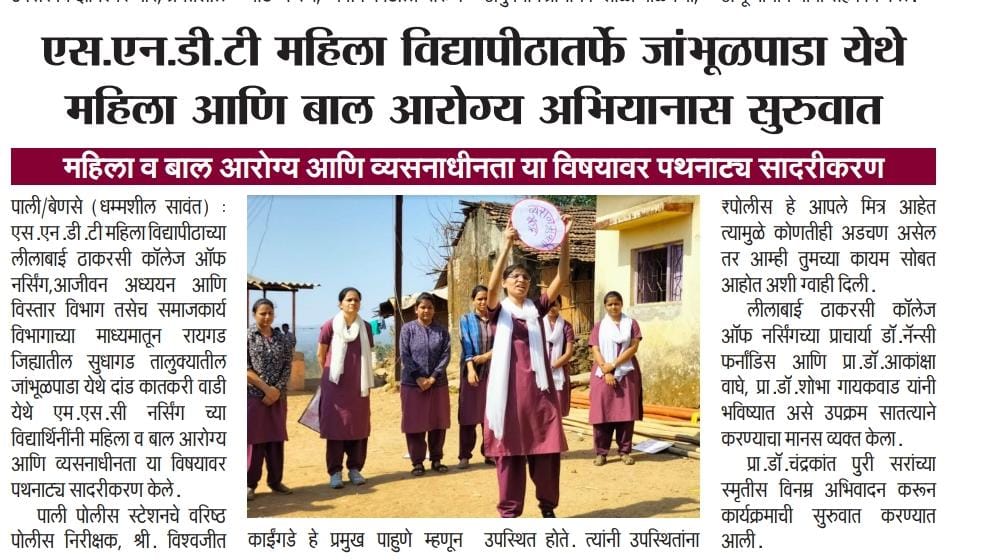 एस.एन.डी.टी महिला विद्यापीठातर्फे जांभूळपाडा येथे
महिला आणि बाल आरोग्य अभियानास सुरुवात
महिला व बाल आरोग्य आणि व्यसनाधीनता या विषयावर पथनाट्य सादरीकरण
पाली/बेणसे (धम्मशील सावंत) :
एस.एन.डी.टी महिला विद्यापीठाच्या
लीलाबाई ठाकरसी कॉलेज ऑफ
नर्सिंग,आजीवन अध्ययन आणि
विस्तार विभाग तसेच समाजकार्य
विभागाच्या माध्यमातून रायगड
जिह्यातील सुधागड तालुक्यातील
जांभूळपाडा येथे दांड कातकरी वाडी
येथे एम.एस.सी नर्सिंग च्या
विद्यार्थिनींनी महिला व बाल आरोग्य
आणि व्यसनाधीनता या विषयावर
पथनाट्य सादरीकरण केले.
पाली पोलीस स्टेशनचे वरिष्ठ
पोलीस निरीक्षक, श्री. विश्वजीत
काईंगडे हे प्रमुख पाहुणे म्हणून
उपस्थित होते. त्यांनी उपस्थितांना
श्पोलीस हे आपले मित्र आहेत
त्यामुळे कोणतीही अडचण असेल
तर आम्ही तुमच्या कायम सोबत
आहोत अशी ग्वाही दिली.
लीलाबाई ठाकरसी कॉलेज
ऑफ नर्सिंगच्या प्राचार्या डॉ.नॅन्सी
फर्नांडिस आणि प्रा.डॉ.आकांक्षा
वाघे, प्रा.डॉ.शोभा गायकवाड यांनी
भविष्यात असे उपक्रम सातत्याने
करण्याचा मानस व्यक्त केला.
प्रा.डॉ.चंद्रकांत पुरी सरांच्या
स्मृतीस विनम्र अभिवादन करून
कार्यक्रमाची सुरुवात करण्यात
आली.